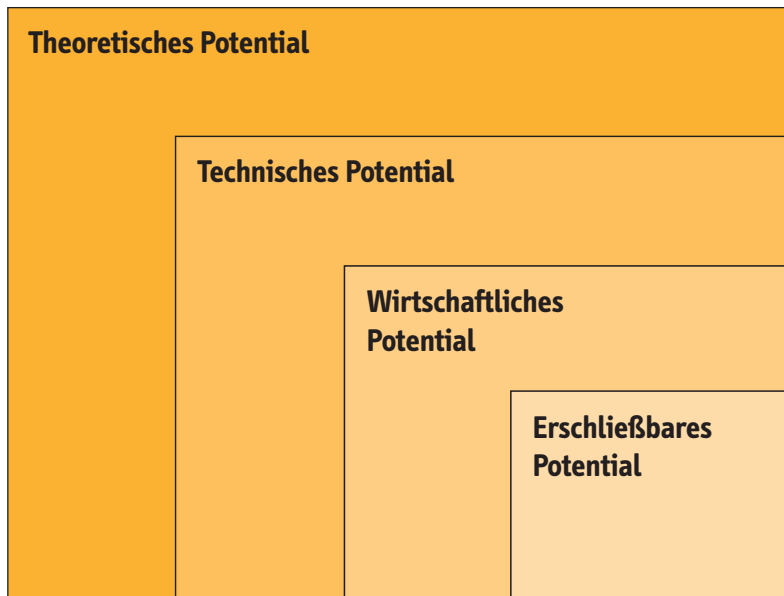 Theoretisches Potential
Technisches Potential
Wirtschaftliches
Potential
Erschließbares
Potential